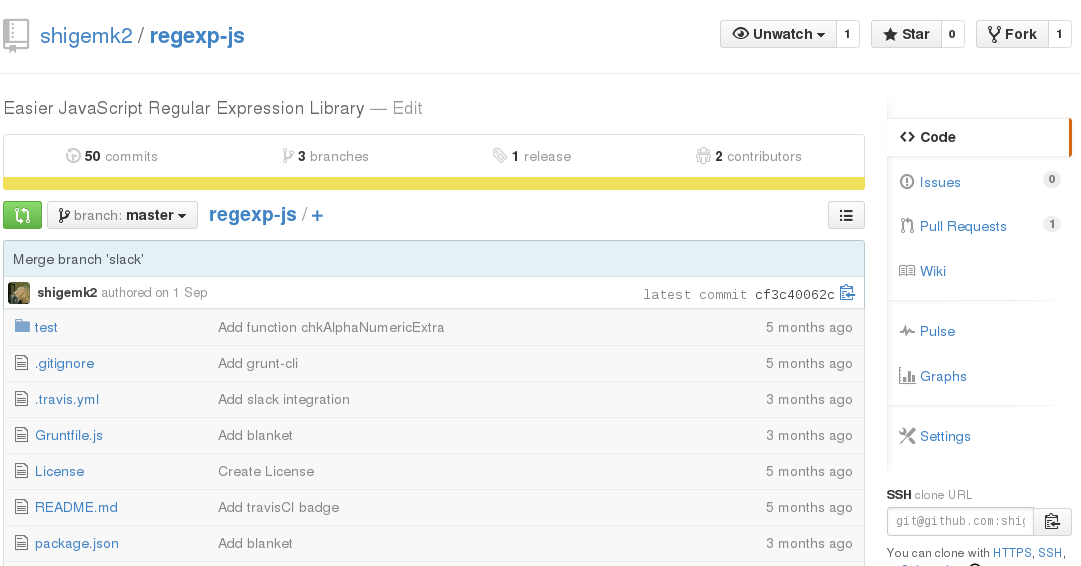 shigemk2 / regexp-js
Unwatch 1 Star 0 Fork 1
Easier JavaScript Regular Expression Library — Edit
50 commits 3 branches 1 release 2 contributors
branch: master regexp-js / +
Merge branch 'slack'
shigemk2 authored on 1 Sep latest commit cf3c40062c
test Add function chkAlphaNumericExtra 5 months ago
.gitignore Add grunt-cli 5 months ago
.travis.yml Add slack integration 3 months ago
Gruntfile.js Add blanket 3 months ago
License Create License 5 months ago
README.md Add travisCI badge 5 months ago
package.json Add blanket 3 months ago
Code
Issues 0
Pull Requests 1
Wiki
Pulse
Graphs
Settings
SSH clone URL
git@github.com:shig
You can clone with HTTPS, SSH,